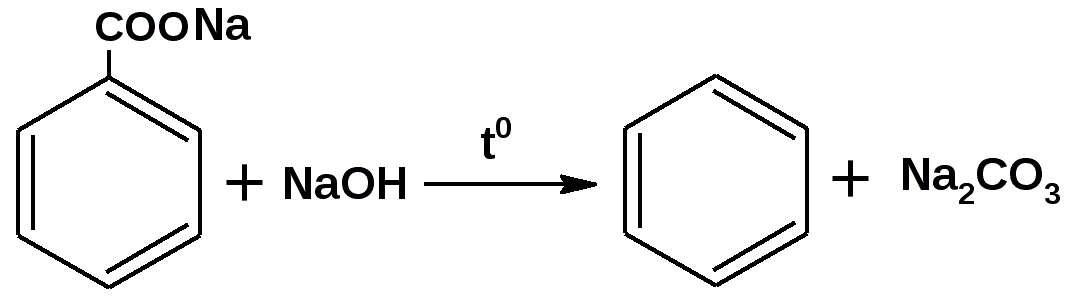 COONa
+ NaOH t⁰ + Na₂CO₃